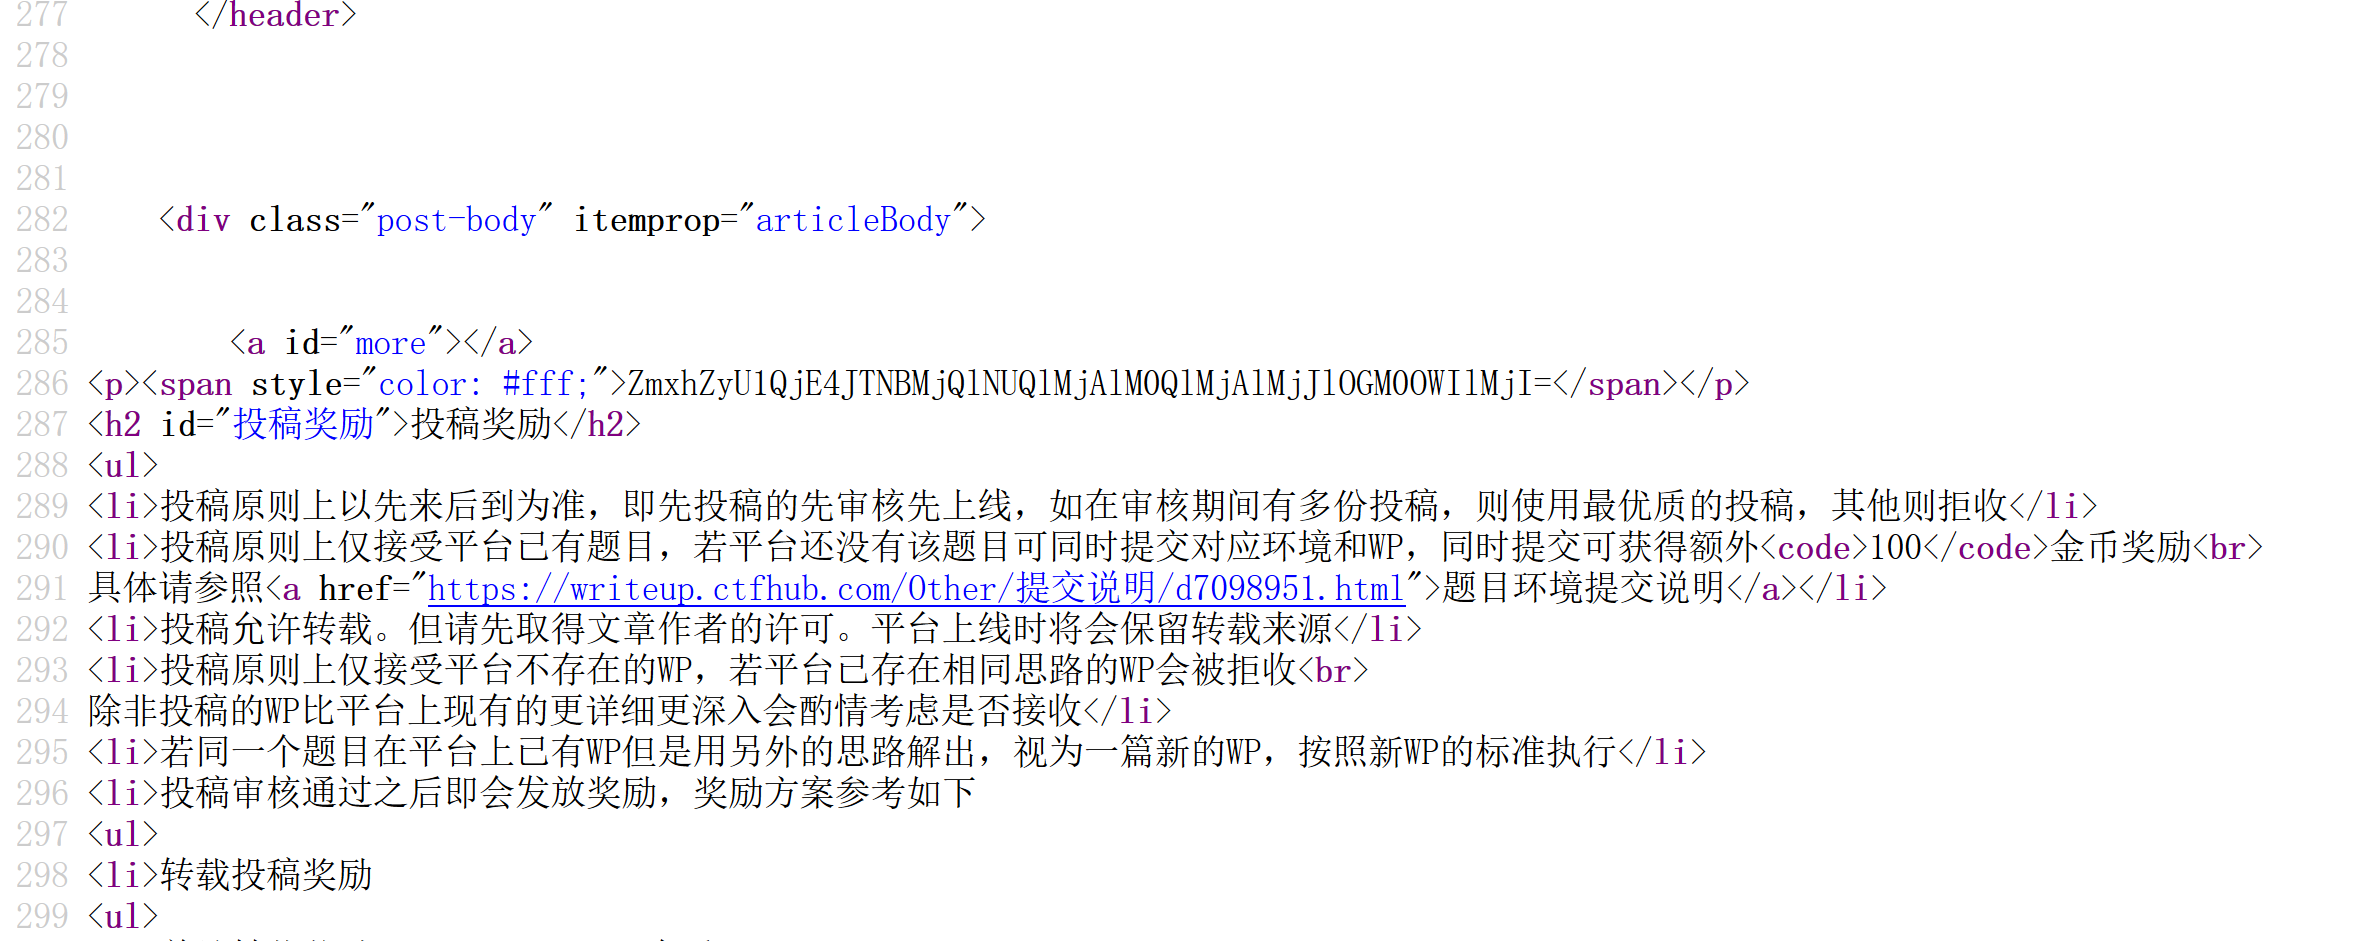 277 </header>
278
279
280
281
282 <div class="post-body" itemprop="articleBody">
283
284
285 <a id="more"></a>
286 <p><span style="color: #fff;">ZmxhZyU1QjE4JTNBMjQlNUQlMjAlM0QlMjAlMjJlOGM0OWIlMjI=</span></p>
287 <h2 id="投稿奖励">投稿奖励</h2>
288 <ul>
289 <li>投稿原则上以先来后到为准，即先投稿的先审核先上线，如在审核期间有多份投稿，则使用最优质的投稿，其他则拒收</li>
290 <li>投稿原则上仅接受平台已有题目，若平台还没有该题目可同时提交对应环境和WP，同时提交可获得额外<code>100</code>金币奖励<br>
291 具体请参照<a href="https://writeup.ctfhub.com/Other/提交说明/d7098951.html">题目环境提交说明</a></li>
292 <li>投稿允许转载。但请先取得文章作者的许可。平台上线时将会保留转载来源</li>
293 <li>投稿原则上仅接受平台不存在的WP，若平台已存在相同思路的WP会被拒收<br>
294 除非投稿的WP比平台上现有的更详细更深入会酌情考虑是否接收</li>
295 <li>若同一个题目在平台上已有WP但是用另外的思路解出，视为一篇新的WP，按照新WP的标准执行</li>
296 <li>投稿审核通过之后即会发放奖励，奖励方案参考如下
297 <ul>
298 <li>转载投稿奖励
299 <ul>